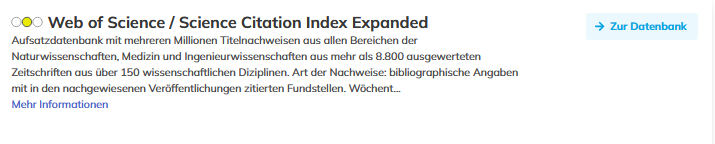 Web of Science / Science Citation Index Expanded
→ Zur Datenbank
Aufsatzdatenbank mit mehreren Millionen Titelnachweisen aus allen Bereichen der
Naturwissenschaften, Medizin und Ingenieurwissenschaften aus mehr als 8.800 ausgewerteten
Zeitschriften aus über 150 wissenschaftlichen Diziplinen. Art der Nachweise: bibliographische Angaben
mit in den nachgewiesenen Veröffentlichungen zitierten Fundstellen. Wöchent...
Mehr Informationen